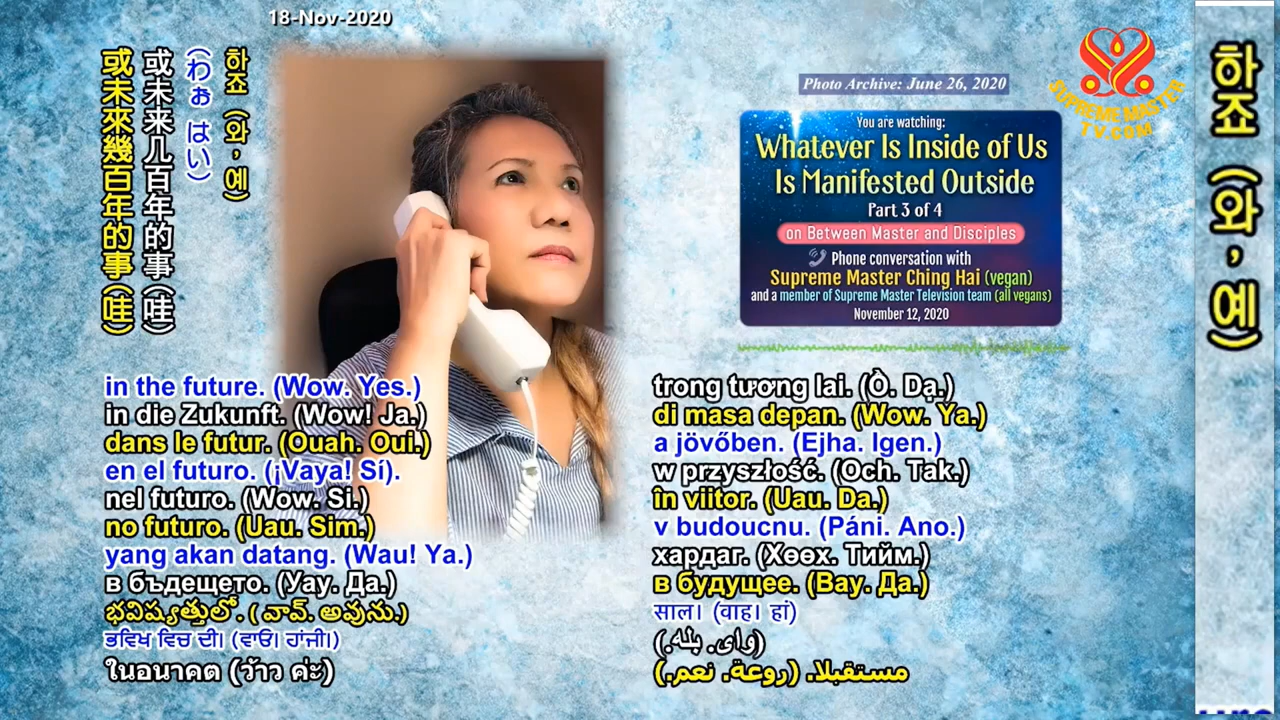 18-Nov-2020
하죠 (와, 예)
(わぉ はい)
或未来几百年的事(哇)
或未來幾百年的事(哇)
Photo Archive: June 26, 2020
SUPREME MASTER
TV.COM
You are watching:
Whatever Is Inside of Us
Is Manifested Outside
Part 3 of 4
on Between Master and Disciples
Phone conversation with
Supreme Master Ching Hai (vegan)
and a member of Supreme Master Television team (all vegans)
November 12, 2020
in the future. (Wow. Yes.)
in die Zukunft. (Wow! Ja.)
dans le futur. (Ouah. Oui.)
en el futuro. (¡Vaya! Sí).
nel futuro. (Wow. Si.)
no futuro. (Uau. Sim.)
yang akan datang. (Wau! Ya.)
в бъдещето. (Уау. Да.)
భవిష్యత్తులో. ( వావ్. అవును.)
ਭਵਿਖ ਵਿਚ ਦੀ। (ਵਾਓ। ਹਾਂਜੀ।)
ในอนาคต (ว้าว ค่ะ)
trong tương lai. (Ồ. Dạ.)
di masa depan. (Wow. Ya.)
a jövőben. (Ejha. Igen.)
w przyszłość. (Och. Tak.)
în viitor. (Uau. Da.)
v budoucnu. (Páni. Ano.)
хардаг. (Хөөх. Тийм.)
в будущее. (Вау. Да.)
साल। (वाह। हां)
(وای. بله.)
مستقبلا. (روعة. نعم.)
하죠 (와, 예)